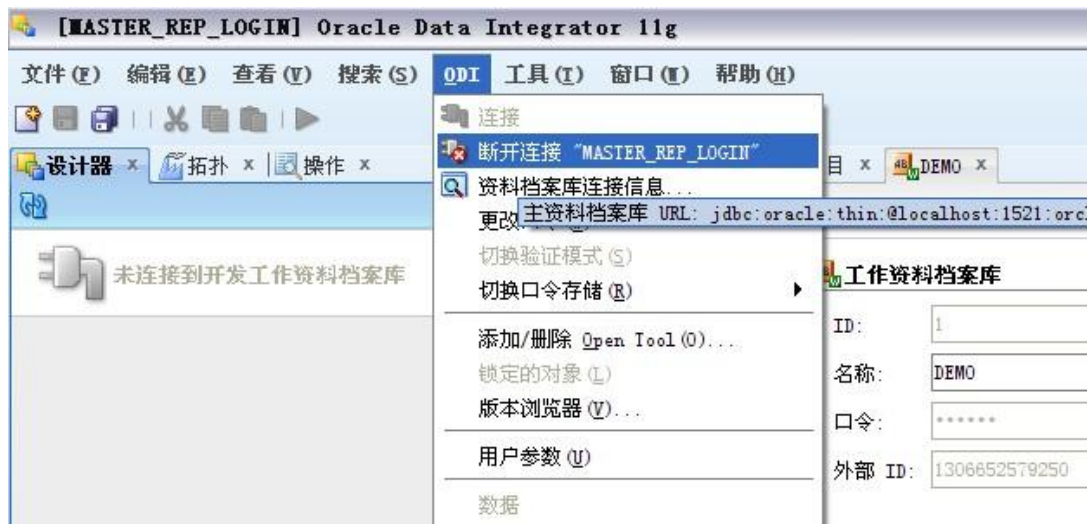 [MASTER_REP_LOGIN] Oracle Data Integrator 11g
文件(F) 编辑(E) 查看(V) 搜索(S) ODI 工具(I) 窗口(W) 帮助(H)
设计器 × 拓扑 × 操作 ×
未连接到开发工作资料档案库
连接
断开连接 "MASTER_REP_LOGIN"
资料档案库连接信息...
更改
主资料档案库 URL: jdbc:oracle:thin:@localhost:1521:orcl
切换验证模式(S)
切换口令存储(R)
添加/删除 Open Tool(O)...
锁定的对象(L)
版本浏览器(V)...
用户参数(U)
数据
目 × DEMO ×
工作资料档案库
ID: 1
名称: DEMO
口令: ••••••
外部 ID: 1306652579250